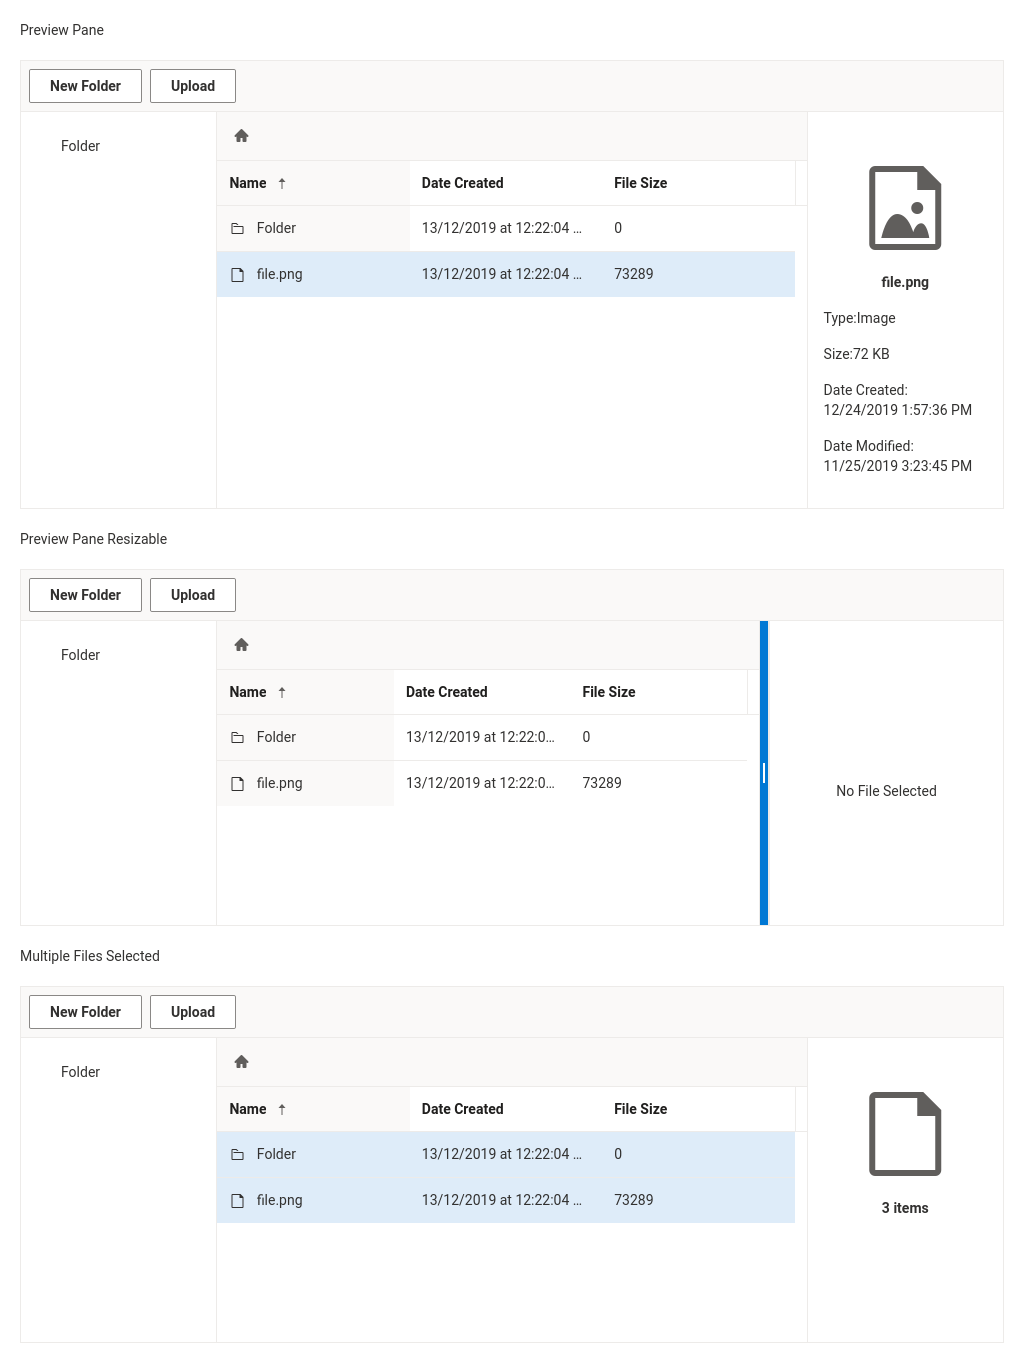 Preview Pane
New Folder Upload
Folder
Name Date Created File Size
Folder 13/12/2019 at 12:22:04 ... 0
file.png 13/12/2019 at 12:22:04 ... 73289
file.png
Type:Image
Size:72 KB
Date Created:
12/24/2019 1:57:36 PM
Date Modified:
11/25/2019 3:23:45 PM
Preview Pane Resizable
New Folder Upload
Folder
Name Date Created File Size
Folder 13/12/2019 at 12:22:0... 0
file.png 13/12/2019 at 12:22:0... 73289
No File Selected
Multiple Files Selected
New Folder Upload
Folder
Name Date Created File Size
Folder 13/12/2019 at 12:22:04 ... 0
file.png 13/12/2019 at 12:22:04 ... 73289
3 items